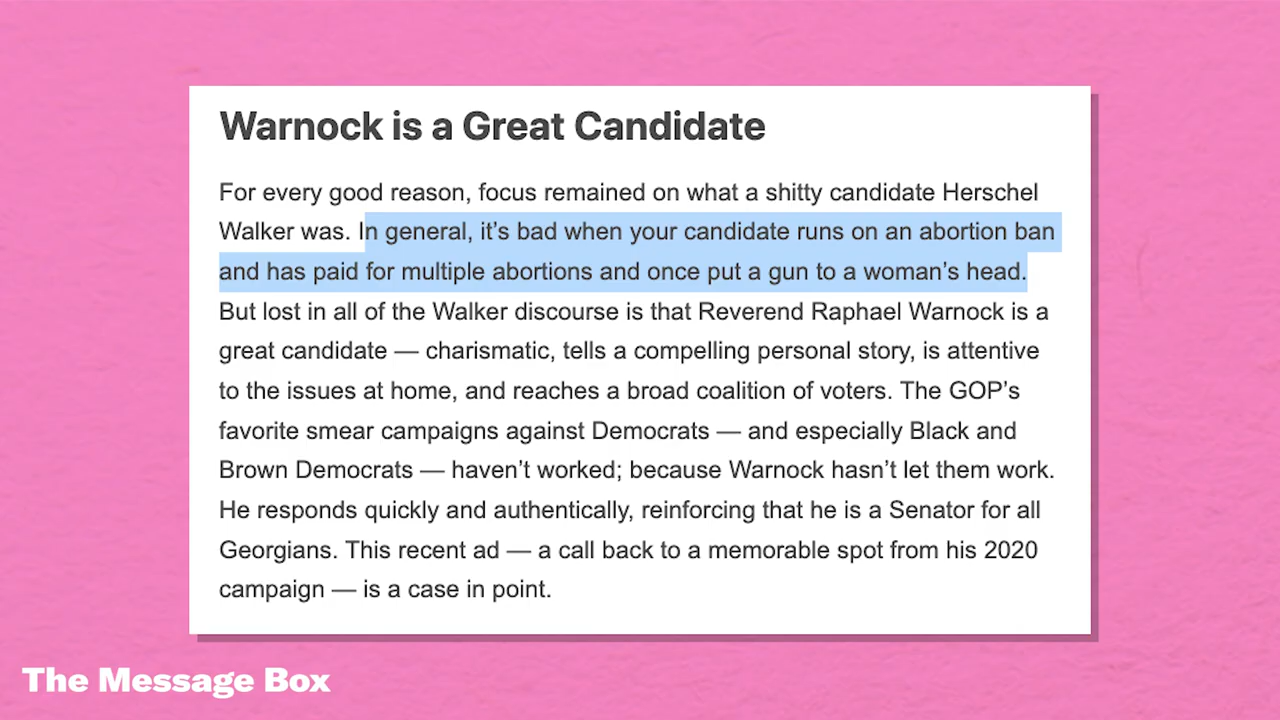 Warnock is a Great Candidate
For every good reason, focus remained on what a shitty candidate Herschel
Walker was. In general, it’s bad when your candidate runs on an abortion ban
and has paid for multiple abortions and once put a gun to a woman’s head.
But lost in all of the Walker discourse is that Reverend Raphael Warnock is a
great candidate — charismatic, tells a compelling personal story, is attentive
to the issues at home, and reaches a broad coalition of voters. The GOP’s
favorite smear campaigns against Democrats — and especially Black and
Brown Democrats — haven’t worked; because Warnock hasn’t let them work.
He responds quickly and authentically, reinforcing that he is a Senator for all
Georgians. This recent ad — a call back to a memorable spot from his 2020
campaign — is a case in point.
The Message Box